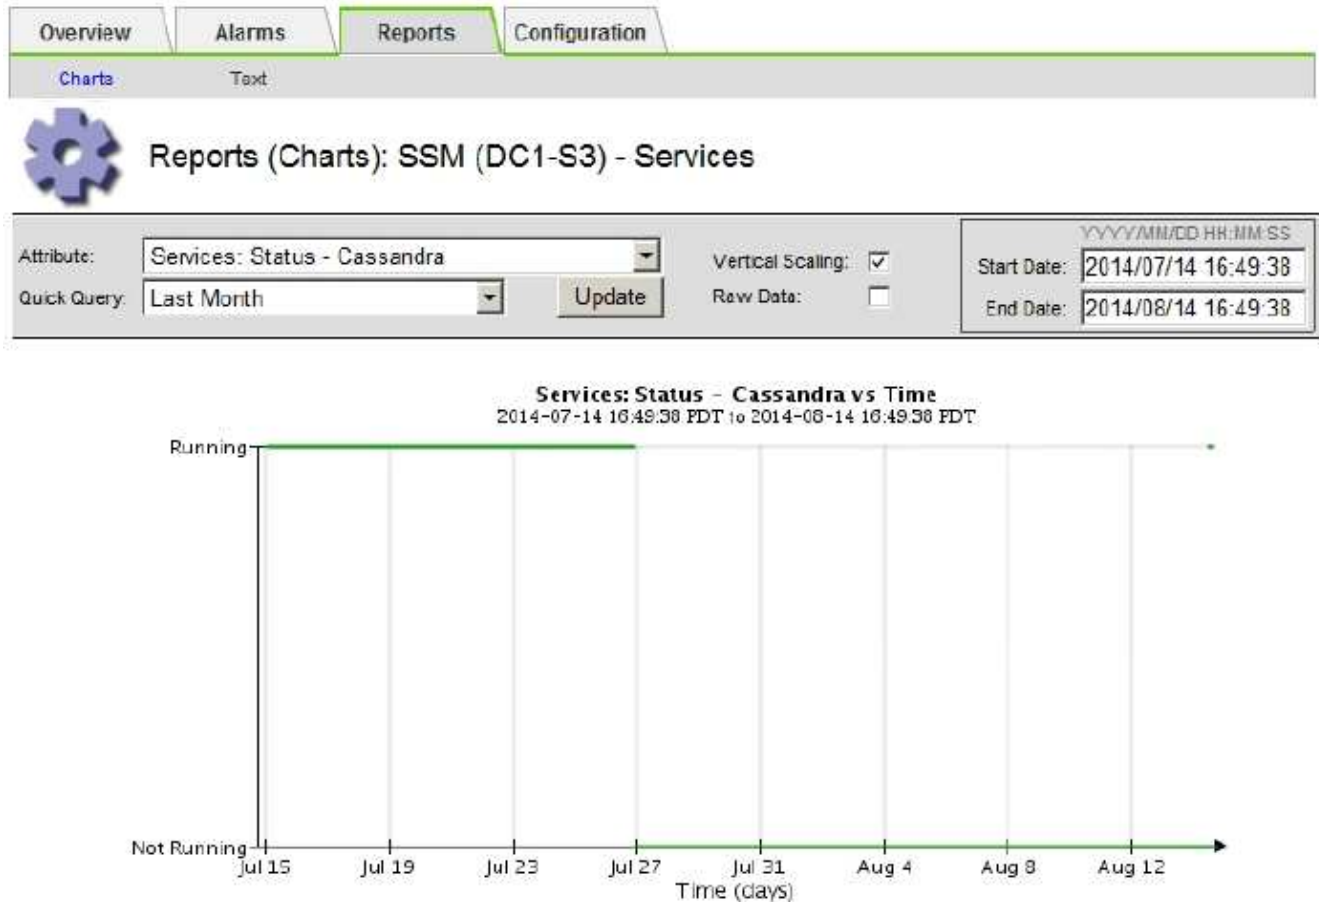 Overview Alarms Reports Configuration
Charts Text
Reports (Charts): SSM (DC1-S3) - Services
YYYY/MM/DD HH:MM:SS
Attribute: Services: Status - Cassandra Vertical Scaling: Start Date: 2014/07/14 16:49:38
Quick Query: Last Month Update Raw Data: End Date: 2014/08/14 16:49:38
Services: Status - Cassandra vs Time
2014-07-14 16:49:38 PDT to 2014-08-14 16:49:38 PDT
Running
Not Running
Jul 15 Jul 19 Jul 23 Jul 27 Jul 31 Aug 4 Aug 8 Aug 12
Time (days)